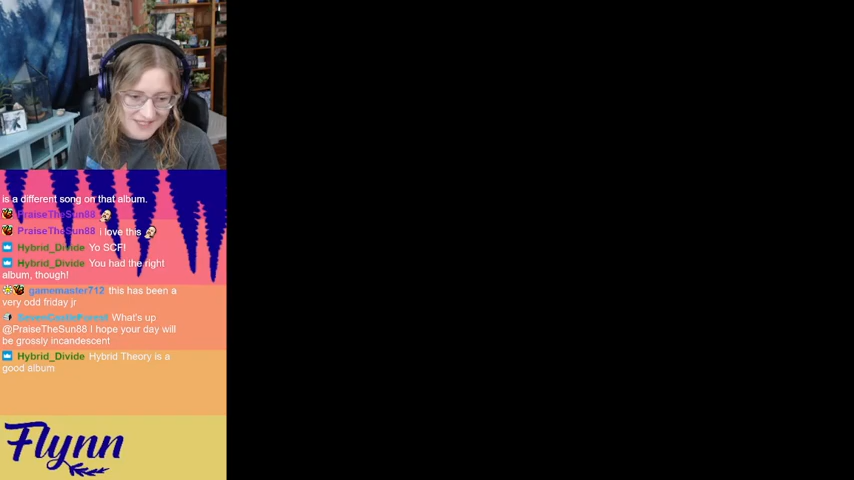 is a different song on that album.
PraiseTheSun88
PraiseTheSun88 i love this
Hybrid_Divide Yo SCF!
Hybrid_Divide You had the right
album, though!
gamemaster712 this has been a
very odd friday jr
SevenCastleForest What's up
@PraiseTheSun88 I hope your day will
be grossly incandescent
Hybrid_Divide Hybrid Theory is a
good album
Flynn